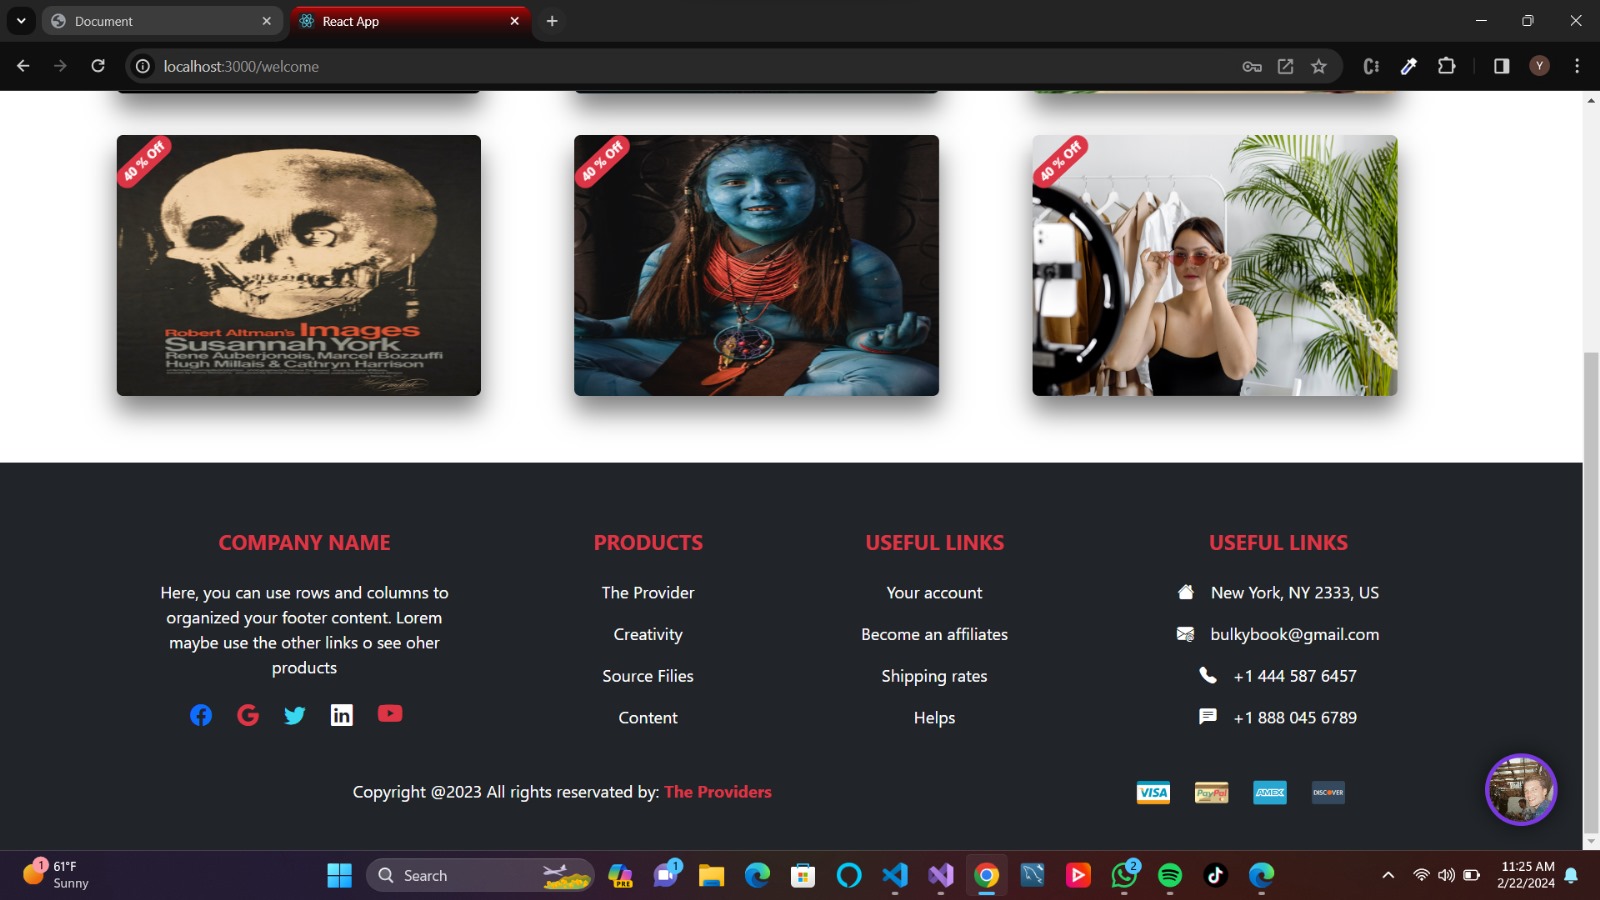 Document
React App
localhost:3000/welcome
Y
40 % Off
40 % Off
40 % Off
Robert Altman's Images
Susannah York
Rene Auberjonois, Marcel Bozzuffi
Hugh Millais & Cathryn Harrison
COMPANY NAME
Here, you can use rows and columns to
organized your footer content. Lorem
maybe use the other links o see oher
products
PRODUCTS
The Provider
Creativity
Source Filies
Content
USEFUL LINKS
Your account
Become an affiliates
Shipping rates
Helps
USEFUL LINKS
New York, NY 2333, US
bulkybook@gmail.com
+1 444 587 6457
+1 888 045 6789
Copyright @2023 All rights reservated by: The Providers
VISA
PayPal
AMEX
DISCOVER
1
61°F
Sunny
Search
PRE
1
2
11:25 AM
2/22/2024